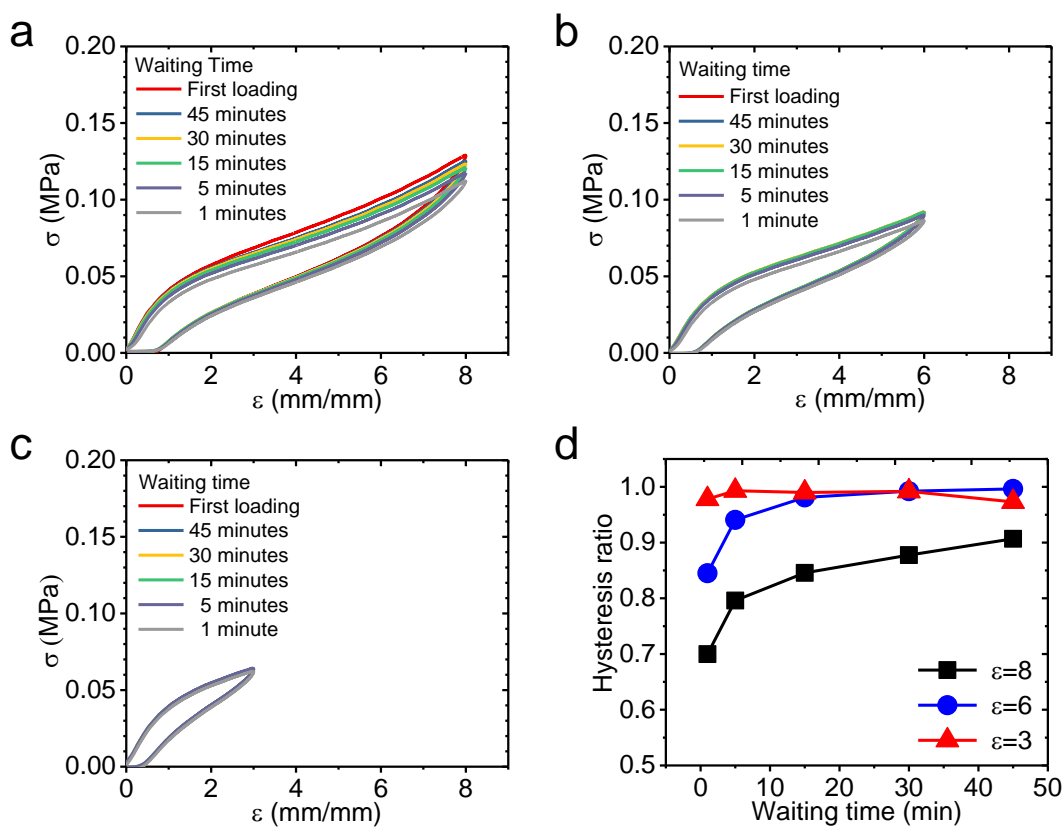 a
0.20
0.15
0.10
0.05
0.00
σ (MPa)
Waiting Time
First loading
45 minutes
30 minutes
15 minutes
5 minutes
1 minutes
0 2 4 6 8
ε (mm/mm)
b
0.20
0.15
0.10
0.05
0.00
σ (MPa)
Waiting time
First loading
45 minutes
30 minutes
15 minutes
5 minutes
1 minute
0 2 4 6 8
ε (mm/mm)
c
0.20
0.15
0.10
0.05
0.00
σ (MPa)
Waiting time
First loading
45 minutes
30 minutes
15 minutes
5 minutes
1 minute
0 2 4 6 8
ε (mm/mm)
d
1.0
0.9
0.8
0.7
0.6
0.5
Hysteresis ratio
ε=8
ε=6
ε=3
0 5 10 15 20 25 30 35 40 45 50
Waiting time (min)